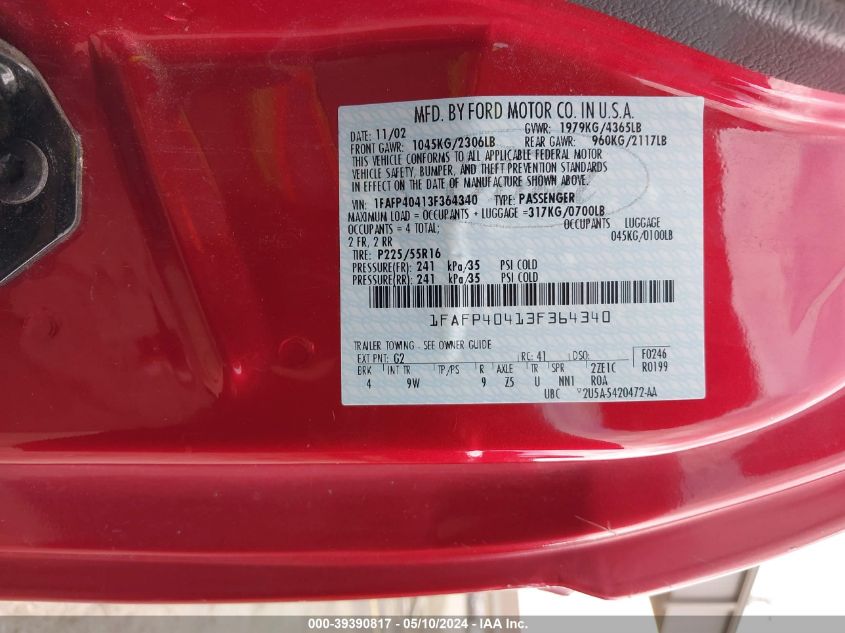 MFD. BY FORD MOTOR CO. IN U.S.A.
DATE: 11/02 GVWR: 1979KG/4365LB
FRONT GAWR: 1045KG/2306LB REAR GAWR: 960KG/2117LB
THIS VEHICLE CONFORMS TO ALL APPLICABLE FEDERAL MOTOR
VEHICLE SAFETY, BUMPER, AND THEFT PREVENTION STANDARDS
IN EFFECT ON THE DATE OF MANUFACTURE SHOWN ABOVE.
VIN: 1FAFP40413F364340 TYPE: PASSENGER
MAXIMUM LOAD = OCCUPANTS + LUGGAGE =317KG/0700LB
OCCUPANTS = 4 TOTAL; OCCUPANTS LUGGAGE
2 FR, 2 RR 045KG/0100LB
TIRE: P225/55R16
PRESSURE(FR): 241 kPa/35 PSI COLD
PRESSURE(RR): 241 kPa/35 PSI COLD
1FAFP40413F364340
TRAILER TOWING - SEE OWNER GUIDE
EXT PNT: G2 RC: 41 DSO: F0246
BRK INT TR TP/PS R AXLE TR SPR 2ZE1C R0199
4 9W 9 Z5 U NN1 ROA
UBC 2U5A-5420472-AA
000-39390817 - 05/10/2024 - IAA Inc.